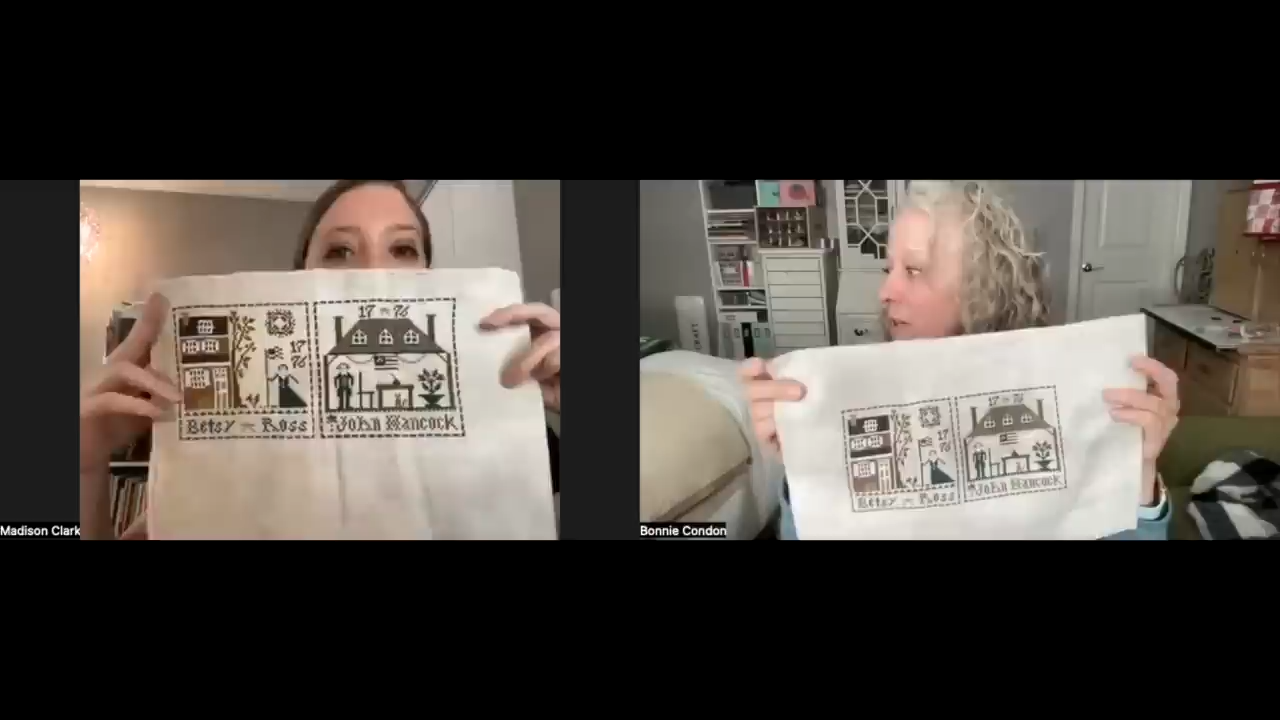 17 76
17
76
Betsy Ross
John Hancock
Madison Clark
17 76
17
76
Betsy Ross
John Hancock
Bonnie Condon